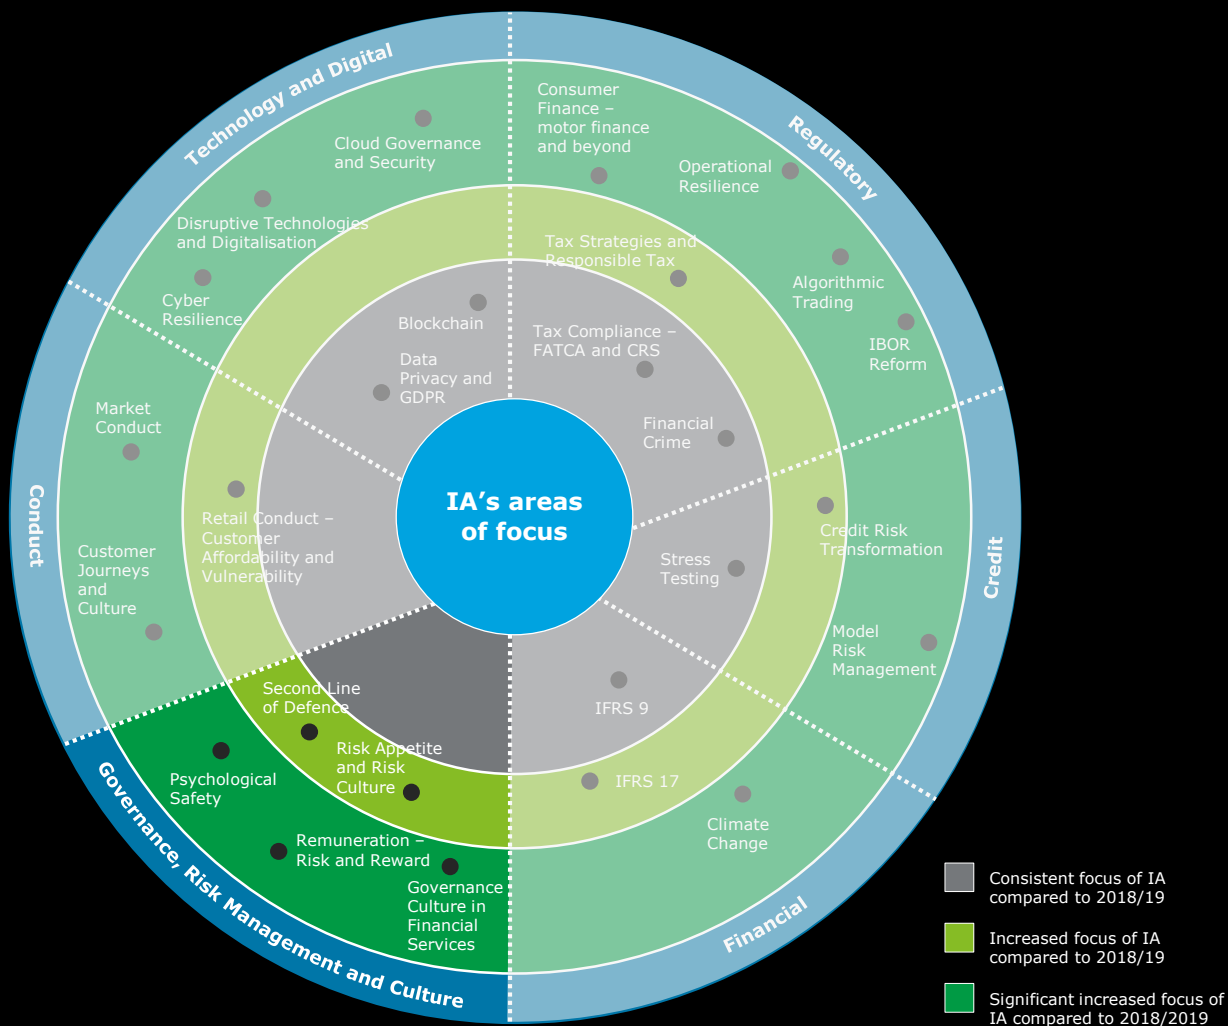 Technology and Digital
Regulatory
Credit
Financial
Governance, Risk Management and Culture
Conduct
Cloud Governance
and Security
Disruptive Technologies
and Digitalisation
Cyber
Resilience
Blockchain
Data
Privacy and
GDPR
Consumer
Finance –
motor finance
and beyond
Operational
Resilience
Algorithmic
Trading
IBOR
Reform
Tax Strategies and
Responsible Tax
Tax Compliance –
FATCA and CRS
Financial
Crime
Market
Conduct
Customer
Journeys
and
Culture
Retail Conduct –
Customer
Affordability and
Vulnerability
IA’s areas
of focus
Credit Risk
Transformation
Stress
Testing
Model
Risk
Management
IFRS 9
IFRS 17
Climate
Change
Second Line
of Defence
Risk Appetite
and Risk
Culture
Psychological
Safety
Remuneration –
Risk and Reward
Governance
Culture in
Financial
Services
Consistent focus of IA
compared to 2018/19
Increased focus of IA
compared to 2018/19
Significant increased focus of
IA compared to 2018/2019